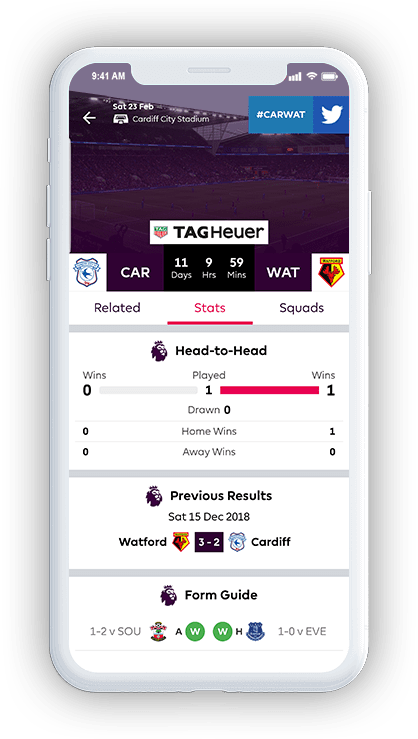 9:41 AM
Sat 23 Feb
Cardiff City Stadium
#CARWAT
TAG
HEUER
TAGHeuer
CAR
11 9 59
Days Hrs Mins
WAT
Related Stats Squads
Head-to-Head
Wins Played Wins
0 1 1
Drawn 0
0 Home Wins 1
0 Away Wins 0
Previous Results
Sat 15 Dec 2018
Watford 3 - 2 Cardiff
Form Guide
1-2 v SOU A W W H 1-0 v EVE